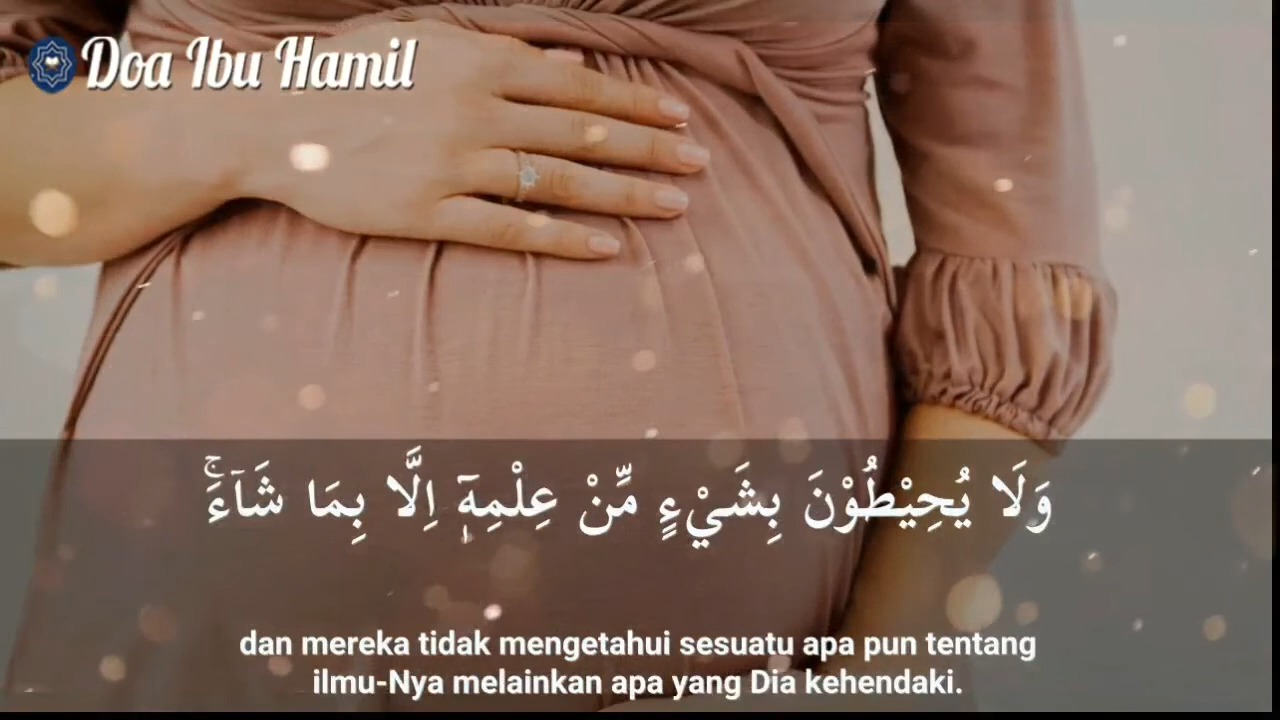 Doa Ibu Hamil
وَلَا يُحِيْطُوْنَ بِشَيْءٍ مِّنْ عِلْمِهٖٓ اِلَّا بِمَا شَاۤءَۚ
dan mereka tidak mengetahui sesuatu apa pun tentang
ilmu-Nya melainkan apa yang Dia kehendaki.